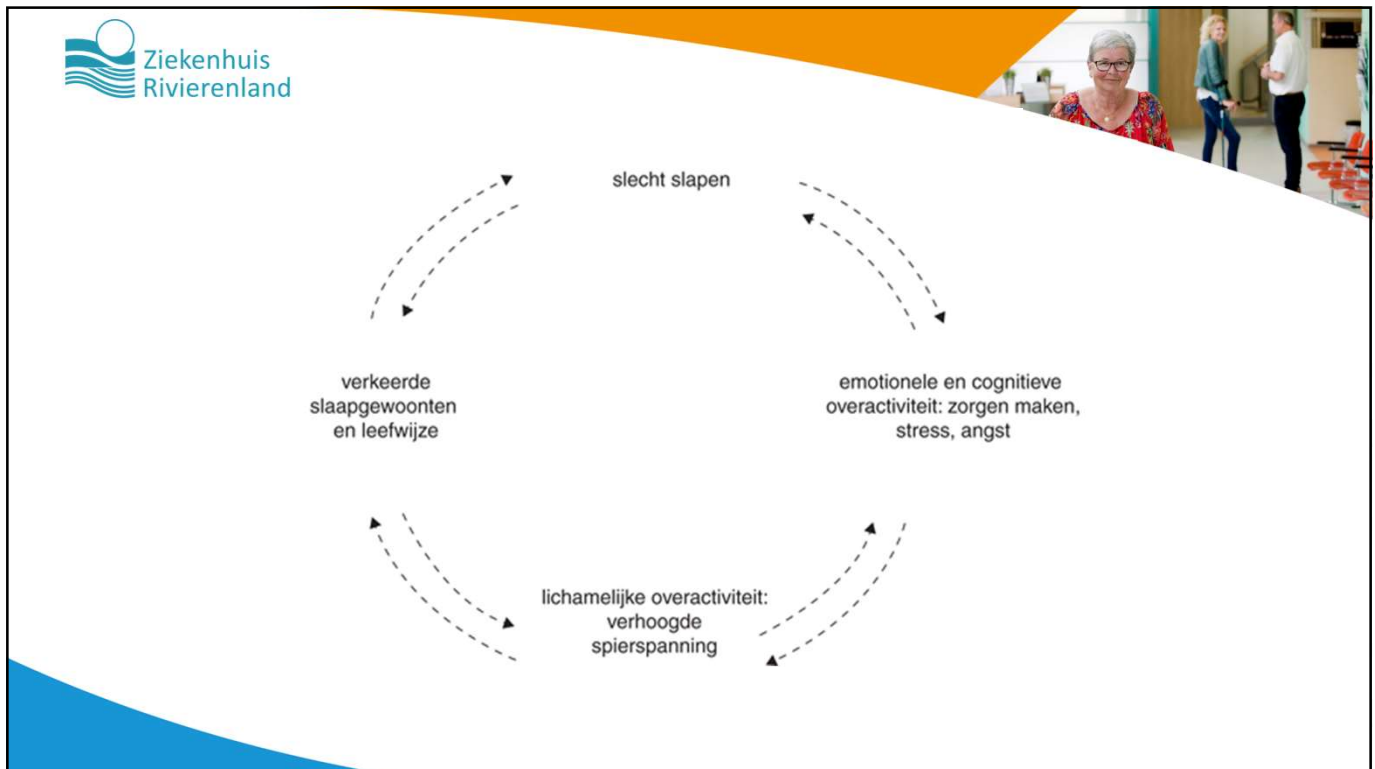 Ziekenhuis
Rivierenland
slecht slapen
verkeerde
slaapgewoonten
en leefwijze
emotionele en cognitieve
overactiviteit: zorgen maken,
stress, angst
lichamelijke overactiviteit:
verhoogde
spierspanning